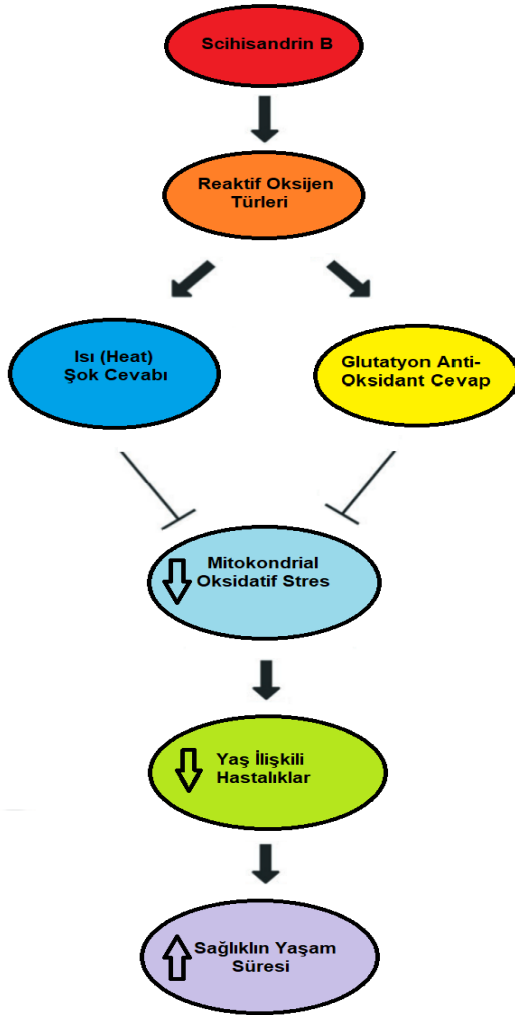 Scihisandrin B
Reaktif Oksijen
Türleri
Isı (Heat)
Şok Cevabı
Glutatyon Anti-
Oksidant Cevap
Mitokondrial
Oksidatif Stres
Yaş İlişkili
Hastalıklar
Sağlıklın Yaşam
Süresi